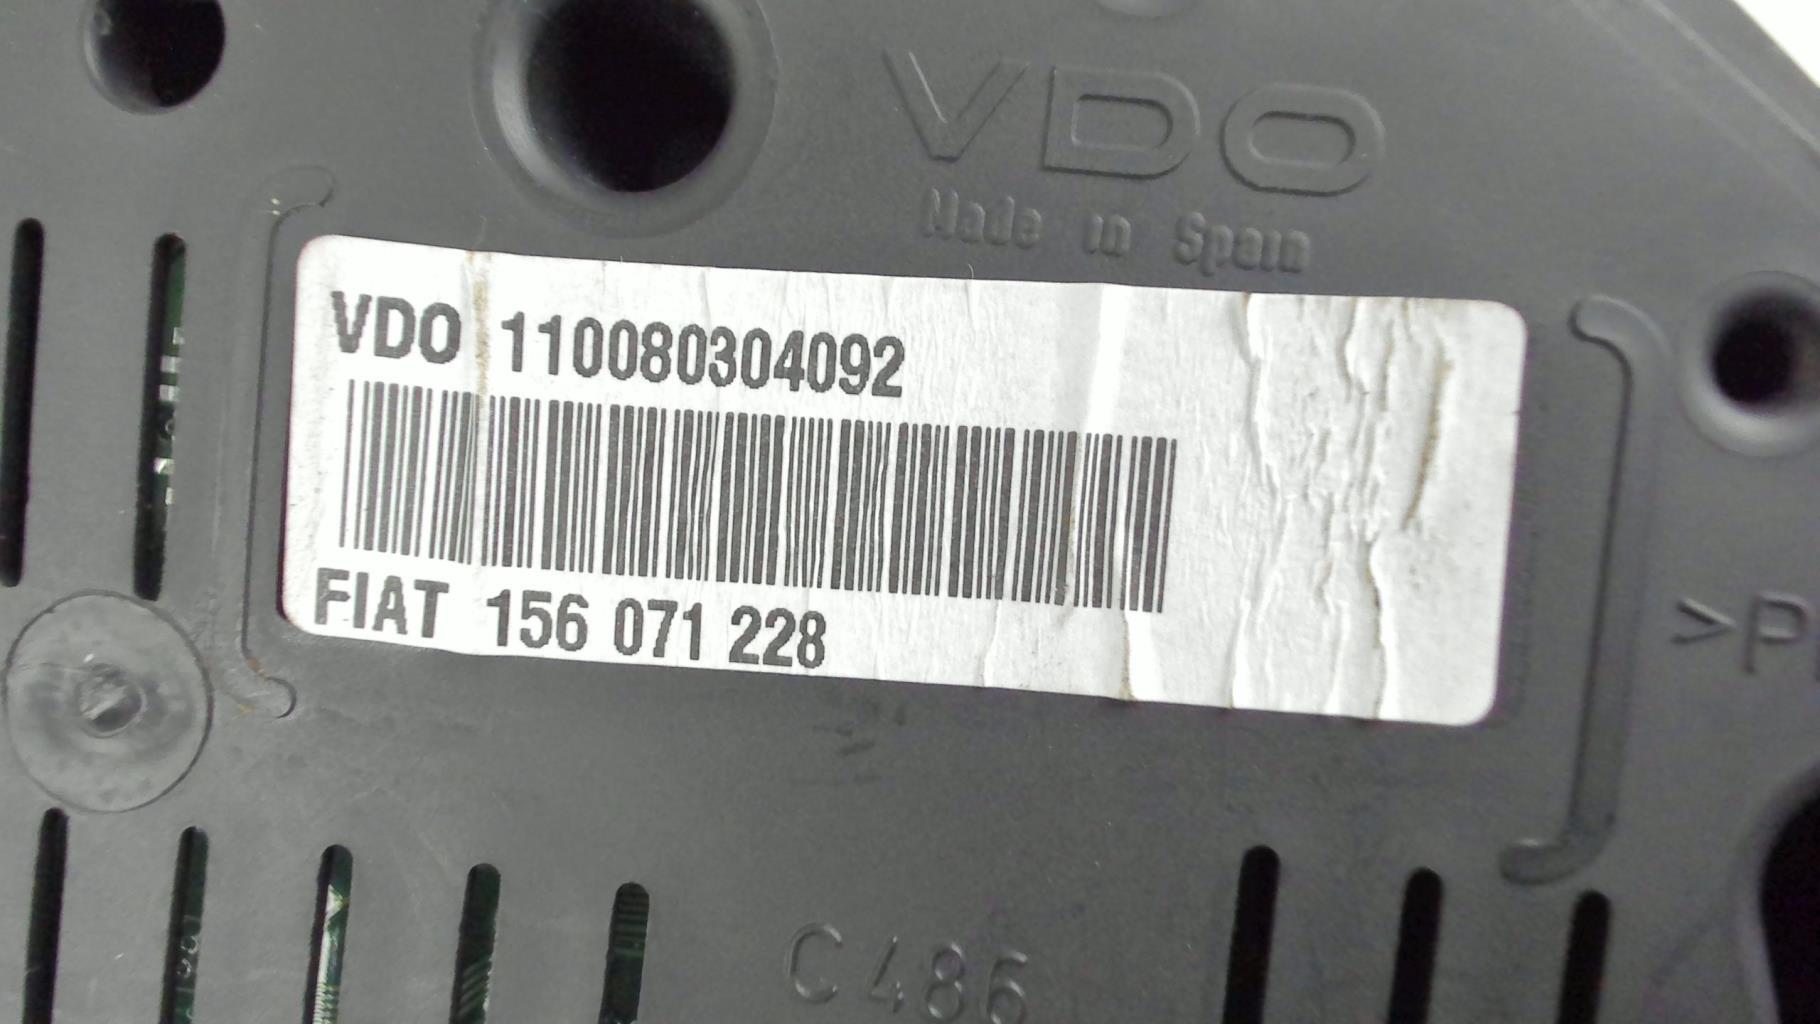 VDO
Made in Spain
VDO 110080304092
FIAT 156 071 228
>P
C486